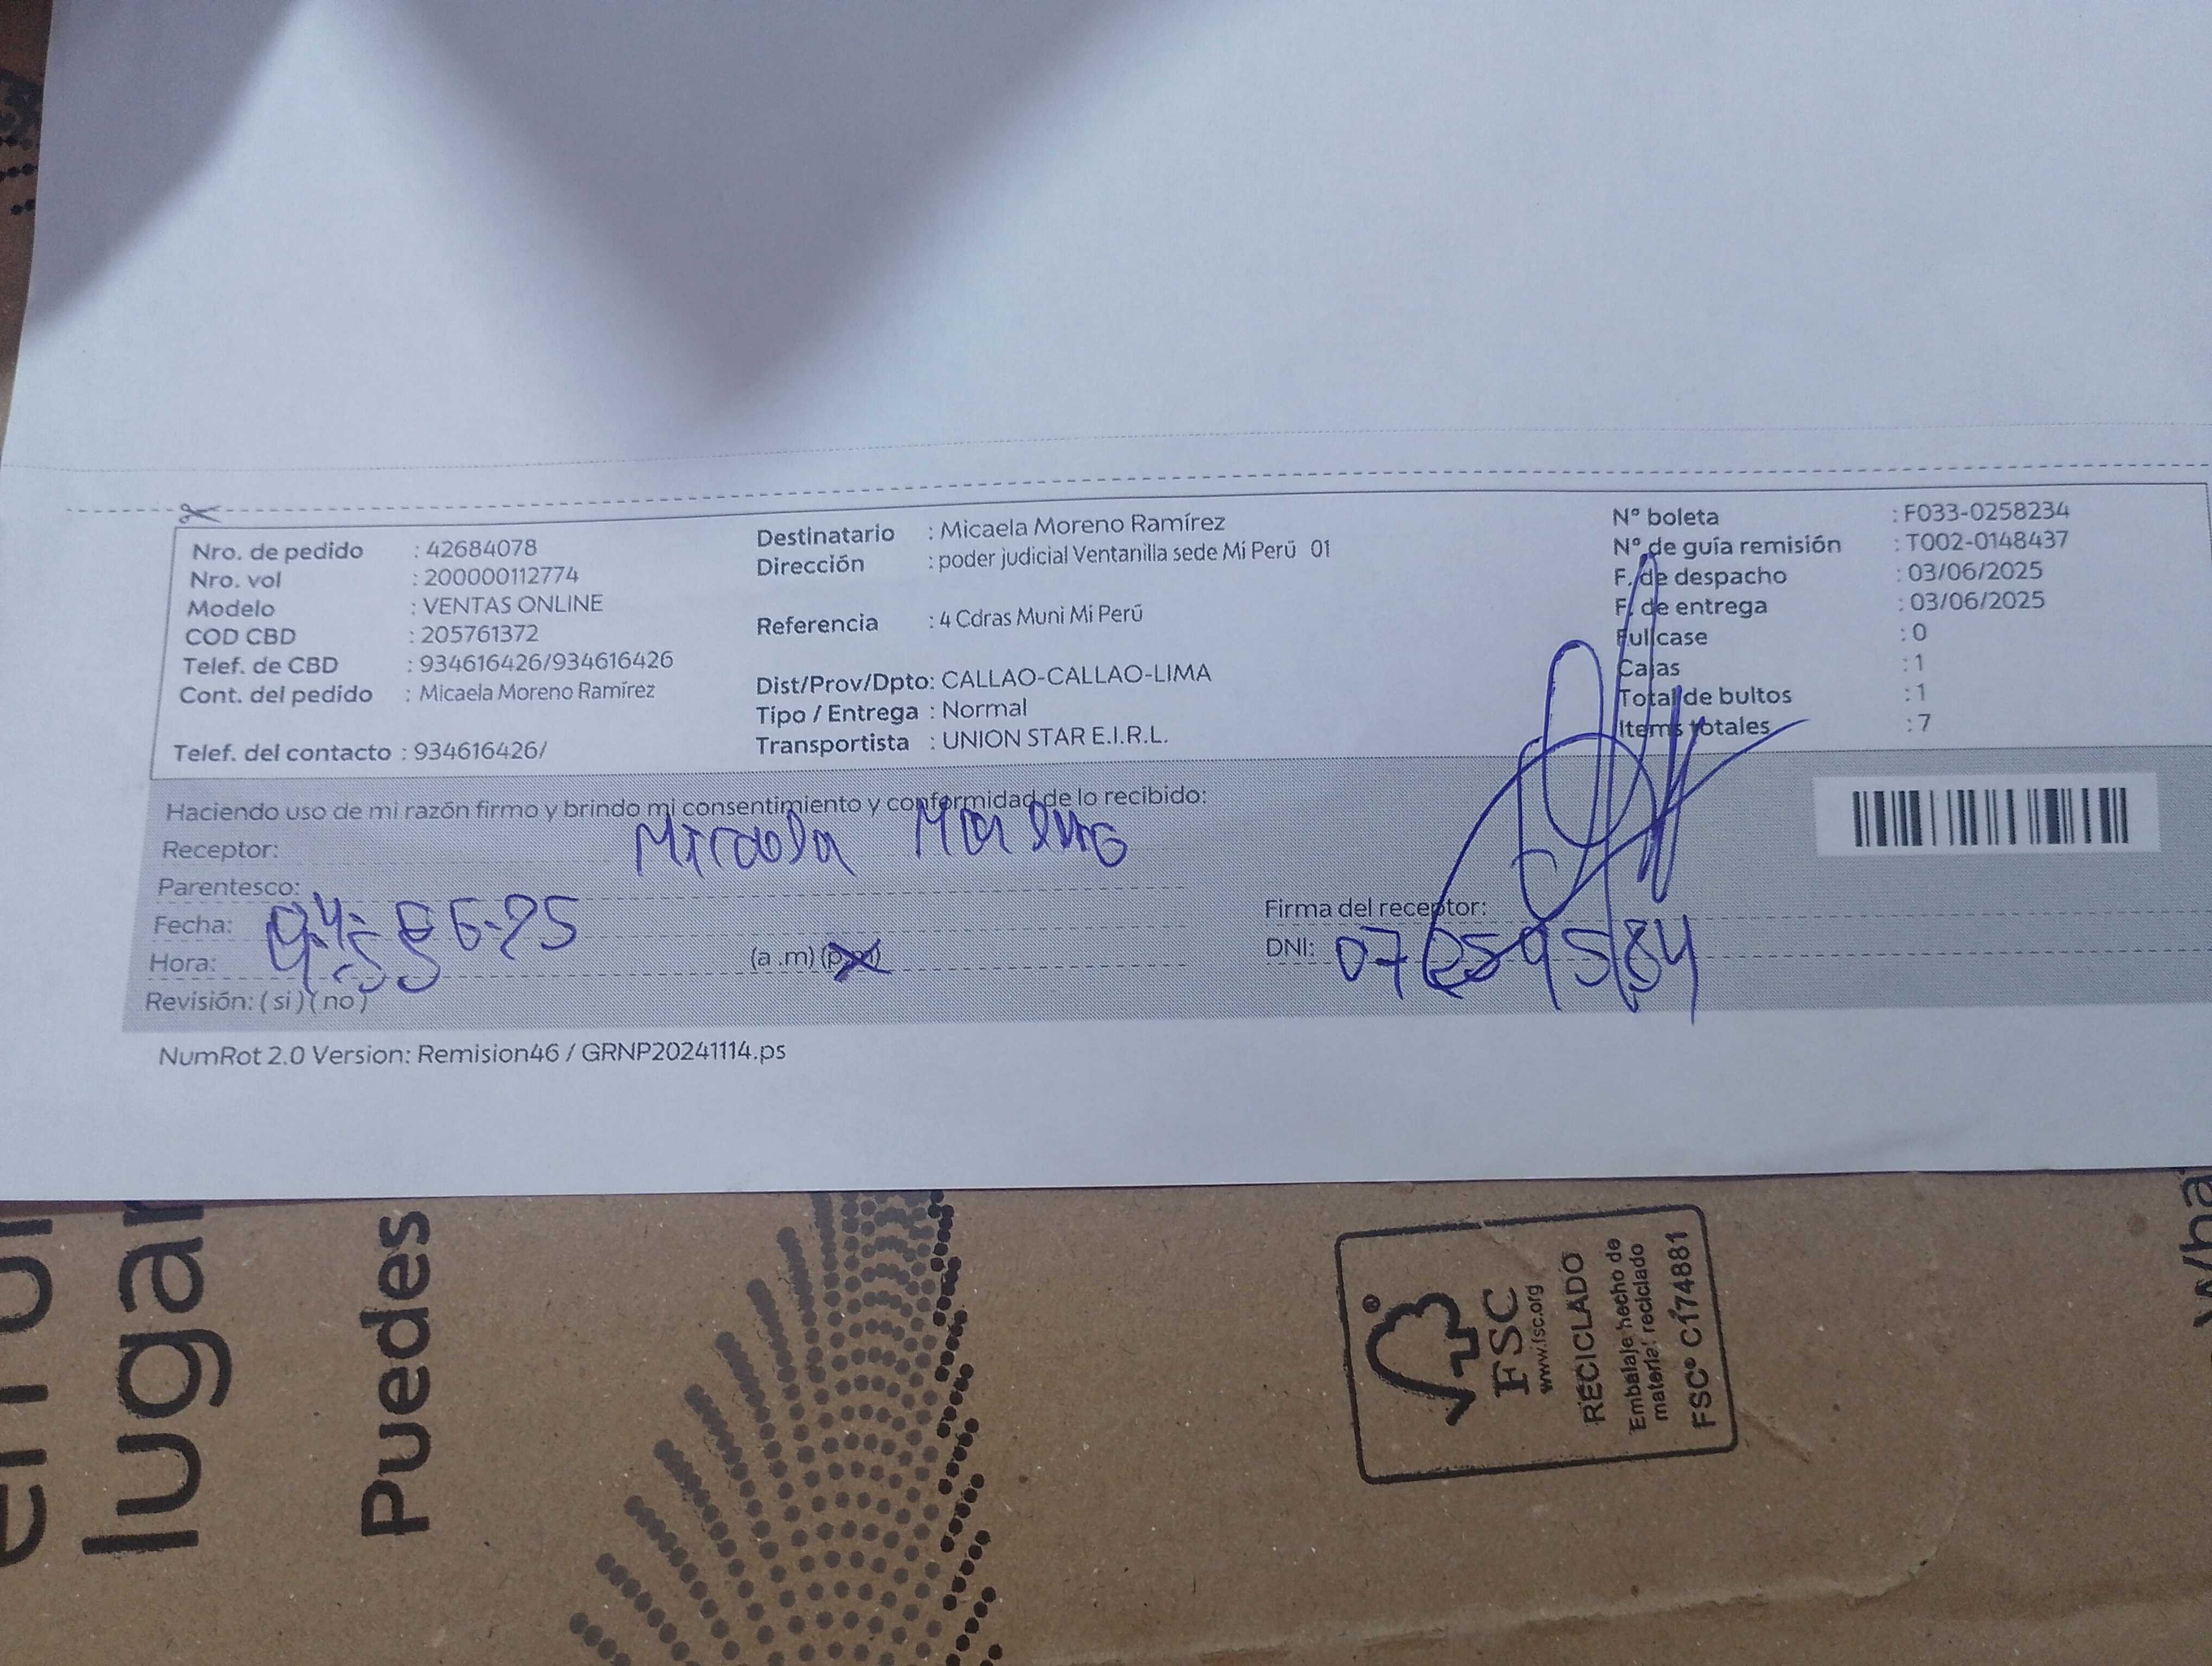 Nro. de pedido : 42684078
Nro. vol : 200000112774
Modelo : VENTAS ONLINE
COD CBD : 205761372
Telef. de CBD : 934616426/934616426
Cont. del pedido : Micaela Moreno Ramírez
Telef. del contacto : 934616426/
Destinatario : Micaela Moreno Ramírez
Dirección : poder judicial Ventanilla sede Mi Perú 01
Referencia : 4 Cdras Muni Mi Perú
Dist/Prov/Dpto: CALLAO-CALLAO-LIMA
Tipo / Entrega : Normal
Transportista : UNION STAR E.I.R.L.
Nº boleta : F033-0258234
Nº de guía remisión : T002-0148437
F. de despacho : 03/06/2025
F. de entrega : 03/06/2025
Fullcase : 0
Cajas : 1
Total de bultos : 1
Items totales : 7
Haciendo uso de mi razón firmo y brindo mi consentimiento y conformidad de lo recibido:
Receptor: Micaela Moreno
Parentesco:
Fecha:
Hora: (a .m) (p.m)
Revisión: ( si ) ( no )
Firma del receptor:
DNI:
NumRot 2.0 Version: Remision46 / GRNP20241114.ps
lugar
Puedes
FSC
www.fsc.org
RECICLADO
Embalaje hecho de
material reciclado
FSC® C174881